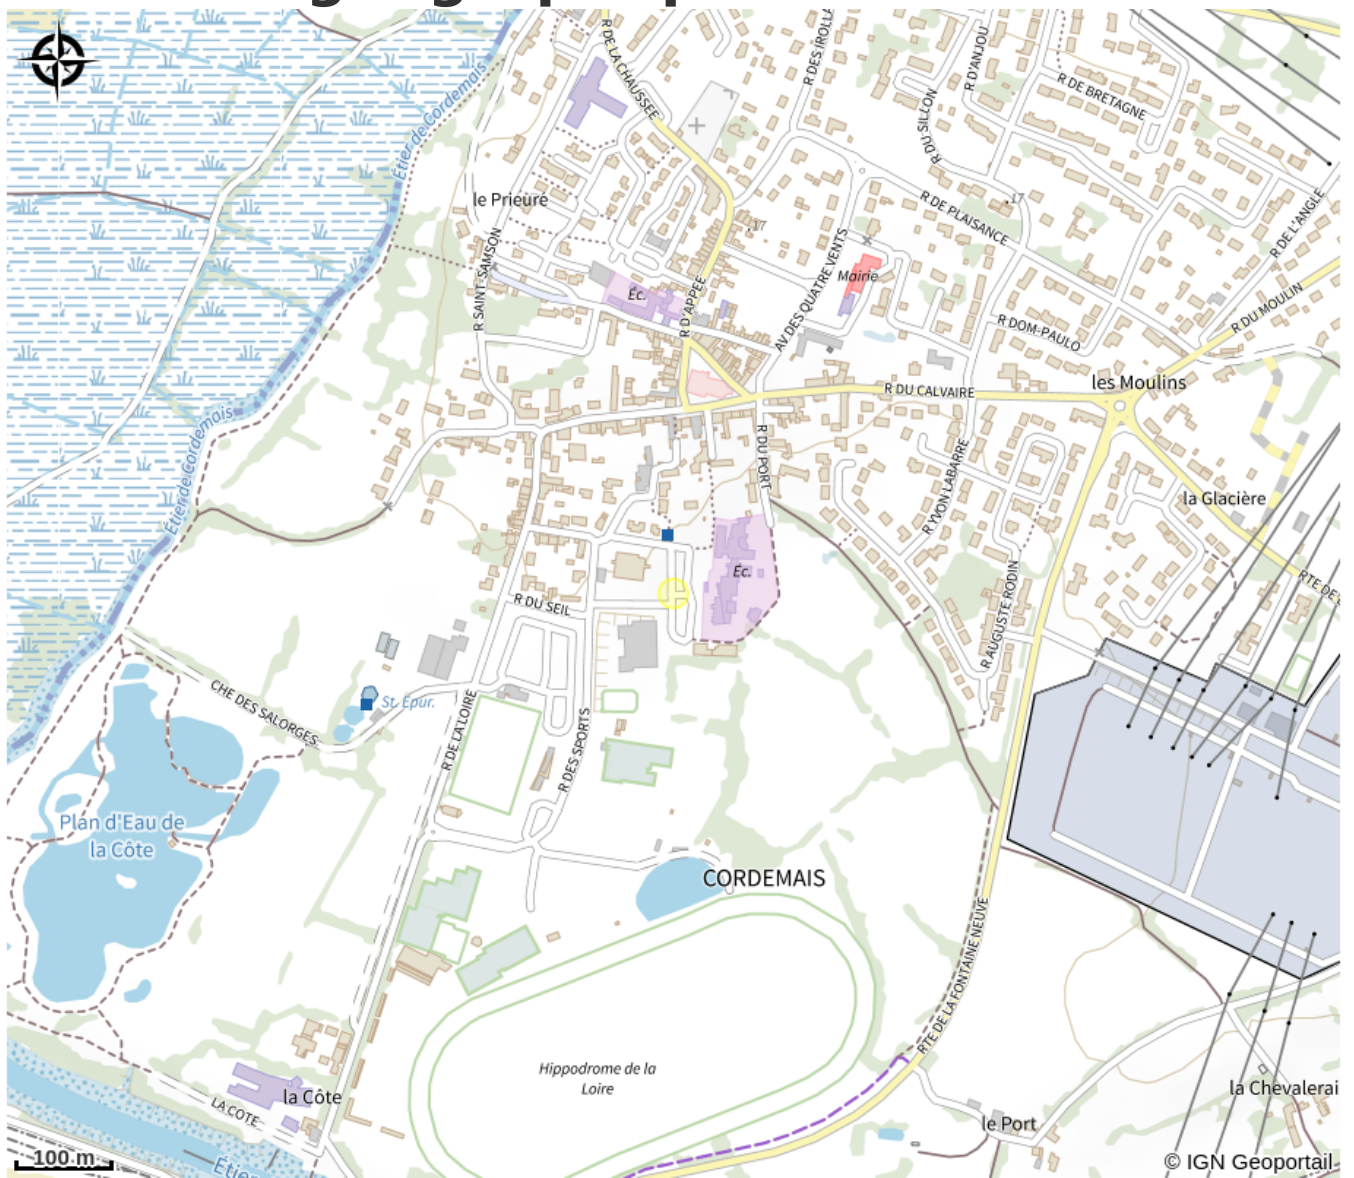 R DE LA CHAUSSEE
R DES IROLLA
R D'ANJOU
R DE BRETAGNE
Étier de Cordemais
R DU SILLON
le Prieuré
17
17
R DE PLAISANCE
R DE L'ANGLE
R SAINT-SAMSON
Mairie
Éc.
R D'APPEE
AV DES QUATRE VENTS
R DU MOULIN
R DOM-PAULO
les Moulins
R DU CALVAIRE
Étier de Cordemais
R DU PORT
R YVON LABARRE
la Glacière
Éc.
RTE DE
R DU SEIL
R AUGUSTE RODIN
CHE DES SALORGES
St. Épur.
R DE LA LOIRE
R DES SPORTS
Plan d'Eau de
la Côte
CORDEMAIS
RTE DE LA FONTAINE NEUVE
Hippodrome de la
Loire
la Côte
la Chevalerai
LA COTE
le Port
100 m
Étier
© IGN Geoportail